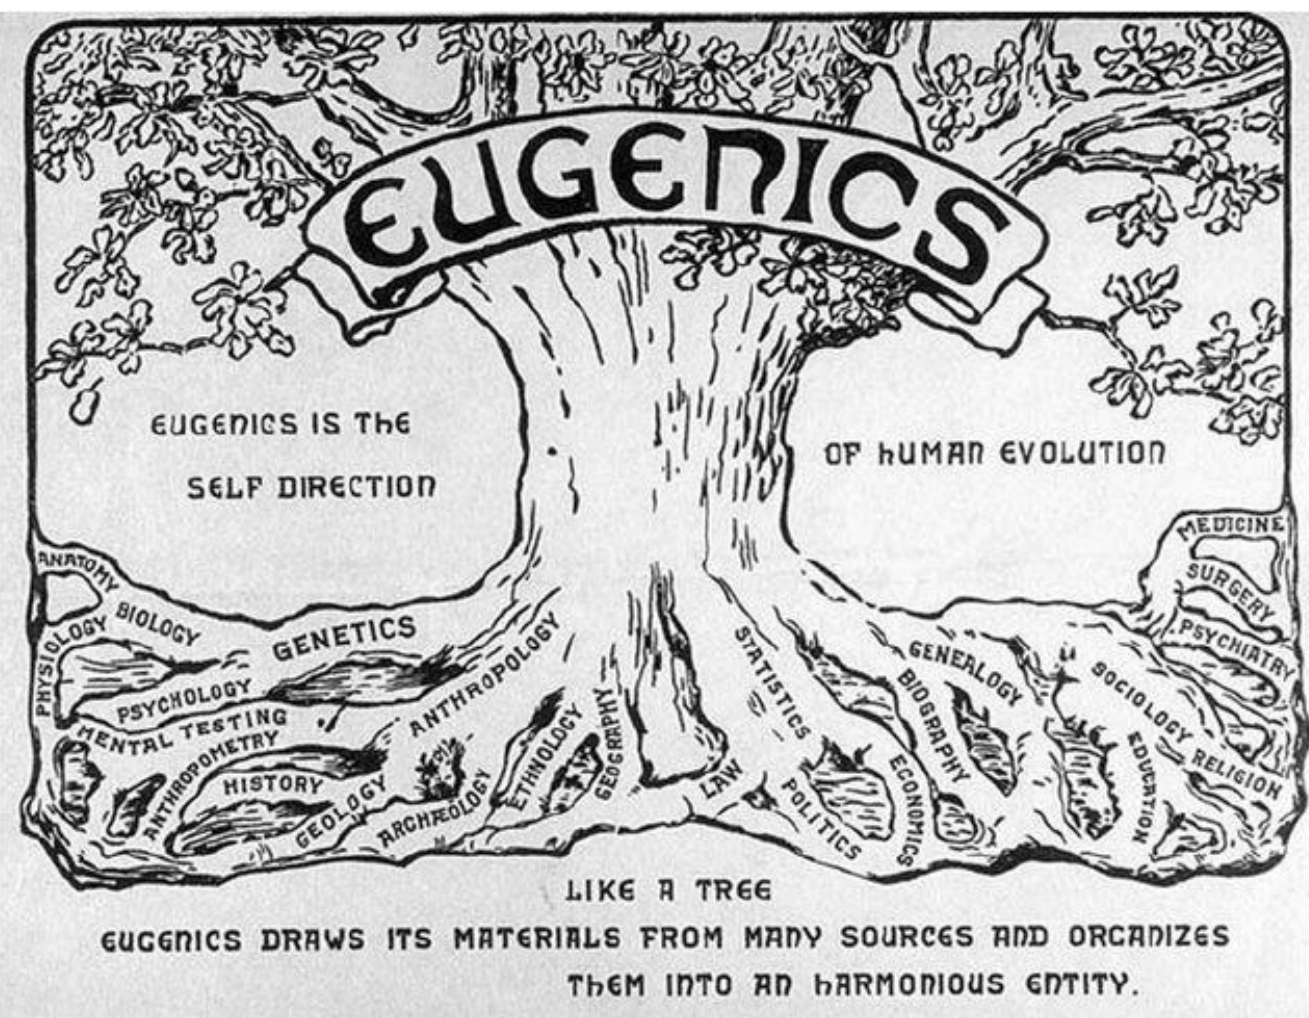 EUGENICS
EUGENICS IS THE
SELF DIRECTION
OF HUMAN EVOLUTION
ANATOMY
BIOLOGY
PHYSIOLOGY
GENETICS
PSYCHOLOGY
MENTAL TESTING
ANTHROPOMETRY
HISTORY
GEOLOGY
ANTHROPOLOGY
ARCHÆOLOGY
ETHNOLOGY
GEOGRAPHY
LAW
STATISTICS
POLITICS
ECONOMICS
BIOGRAPHY
GENEALOGY
EDUCATION
SOCIOLOGY
RELIGION
PSYCHIATRY
SURGERY
MEDICINE
LIKE A TREE
EUGENICS DRAWS ITS MATERIALS FROM MANY SOURCES AND ORGANIZES
THEM INTO AN HARMONIOUS ENTITY.